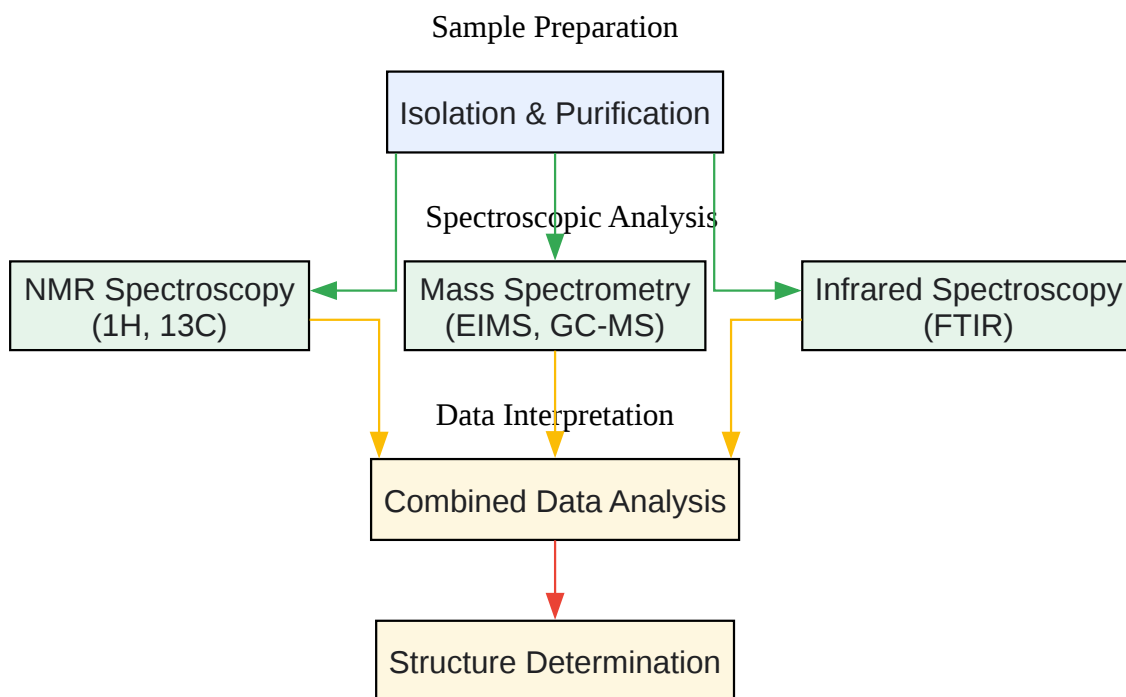 Sample Preparation
Isolation & Purification
Spectroscopic Analysis
NMR Spectroscopy
(1H, 13C)
Mass Spectrometry
(EIMS, GC-MS)
Infrared Spectroscopy
(FTIR)
Data Interpretation
Combined Data Analysis
Structure Determination